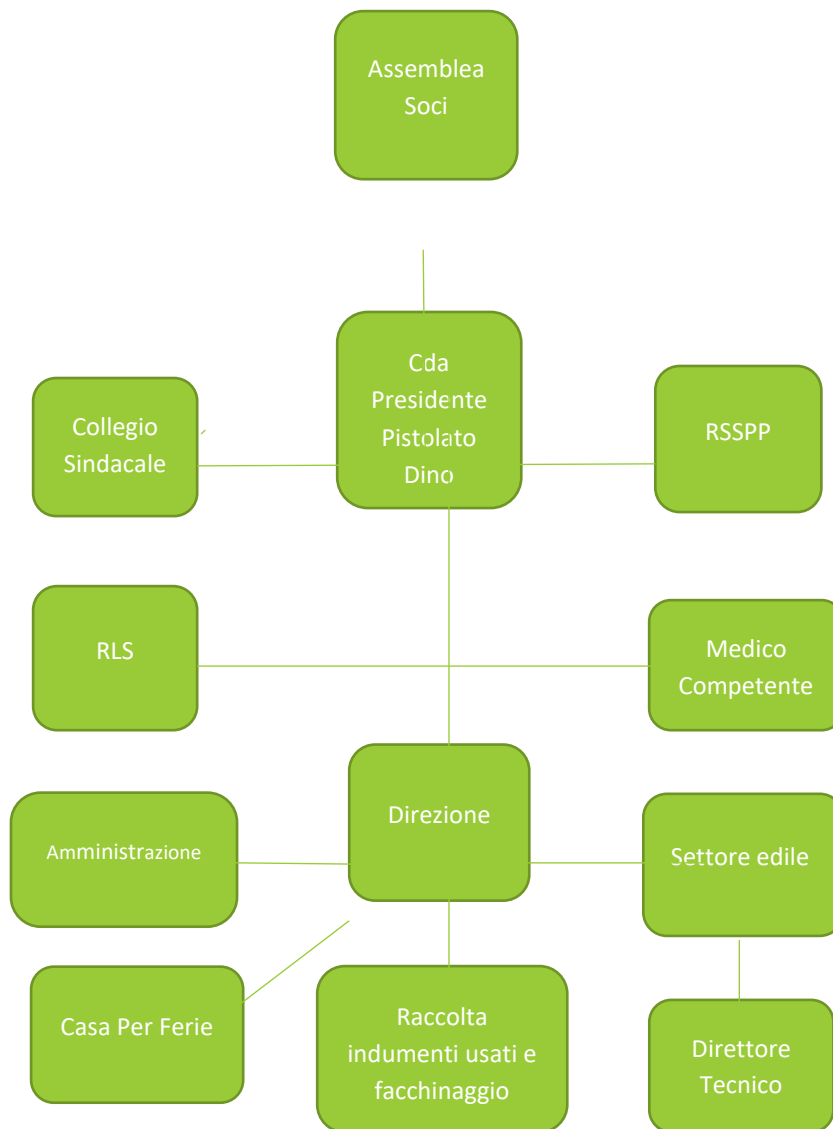 Assemblea
Soci
Cda
Presidente
Pistolato
Dino
Collegio
Sindacale
RSSPP
RLS
Medico
Competente
Direzione
Amministrazione
Settore edile
Casa Per Ferie
Raccolta
indumenti usati e
facchinaggio
Direttore
Tecnico